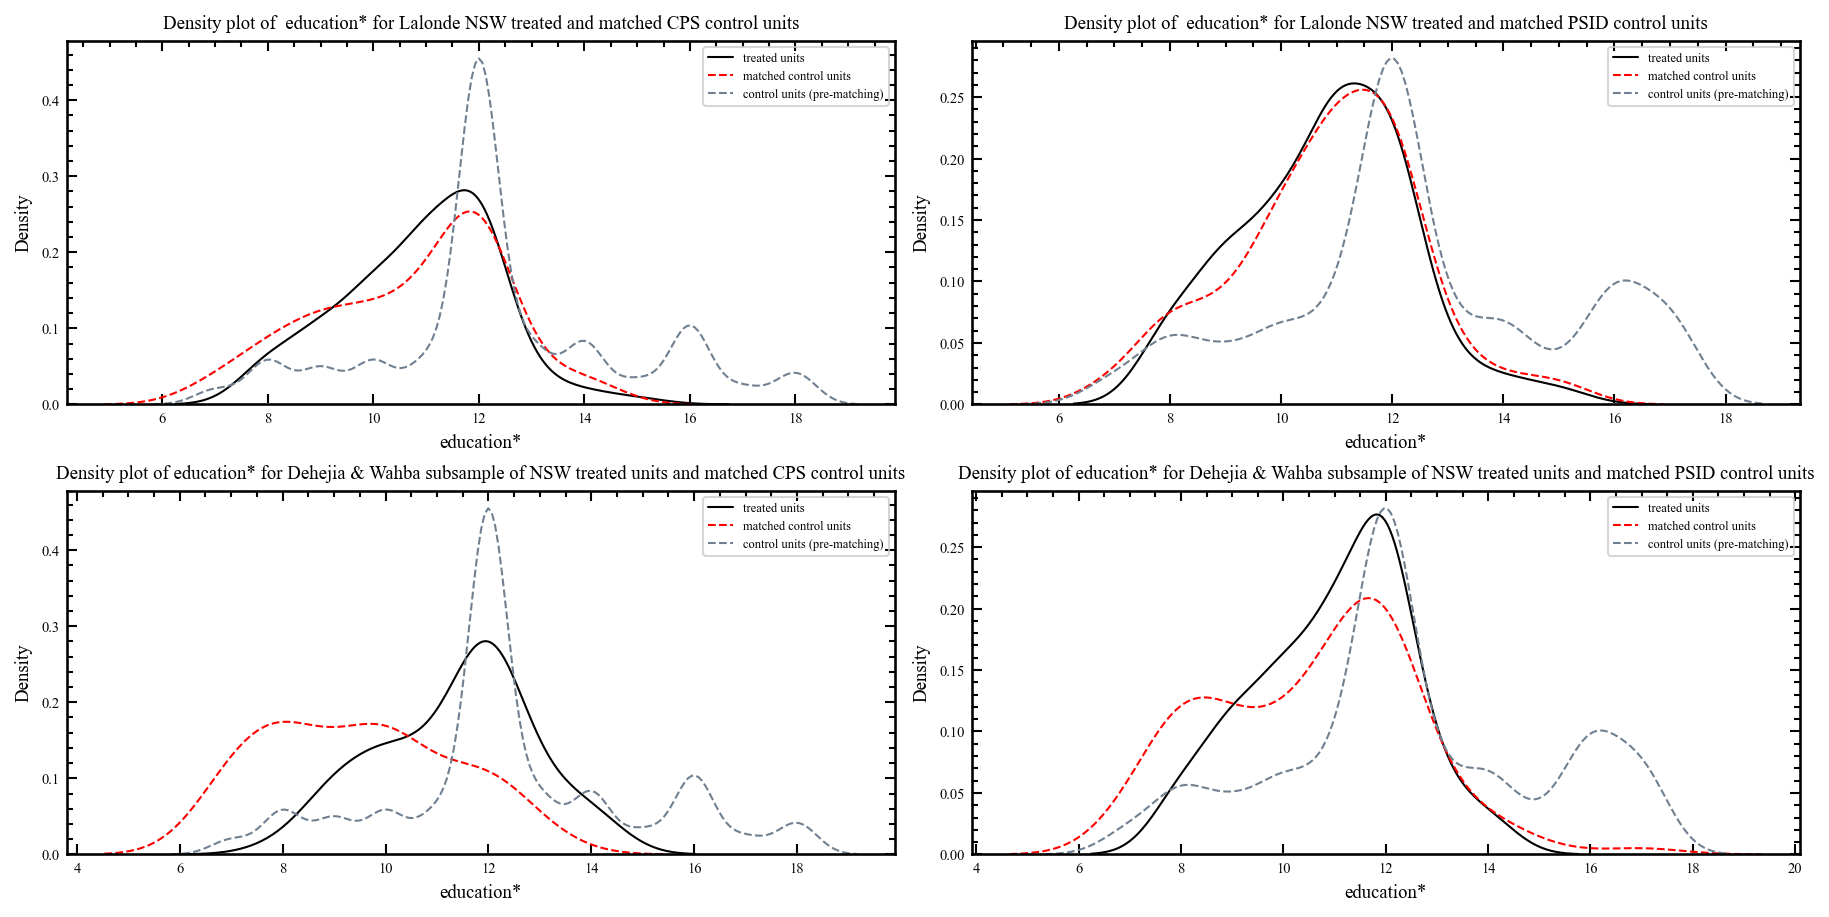 Density plot of  education* for Lalonde NSW treated and matched CPS control units
treated units
matched control units
control units (pre-matching)
Density
0.4
0.3
0.2
0.1
0.0
6 8 10 12 14 16 18
education*
Density plot of  education* for Lalonde NSW treated and matched PSID control units
treated units
matched control units
control units (pre-matching)
Density
0.25
0.20
0.15
0.10
0.05
0.00
6 8 10 12 14 16 18
education*
Density plot of education* for Dehejia & Wahba subsample of NSW treated units and matched CPS control units
treated units
matched control units
control units (pre-matching)
Density
0.4
0.3
0.2
0.1
0.0
4 6 8 10 12 14 16 18
education*
Density plot of education* for Dehejia & Wahba subsample of NSW treated units and matched PSID control units
treated units
matched control units
control units (pre-matching)
Density
0.25
0.20
0.15
0.10
0.05
0.00
4 6 8 10 12 14 16 18 20
education*